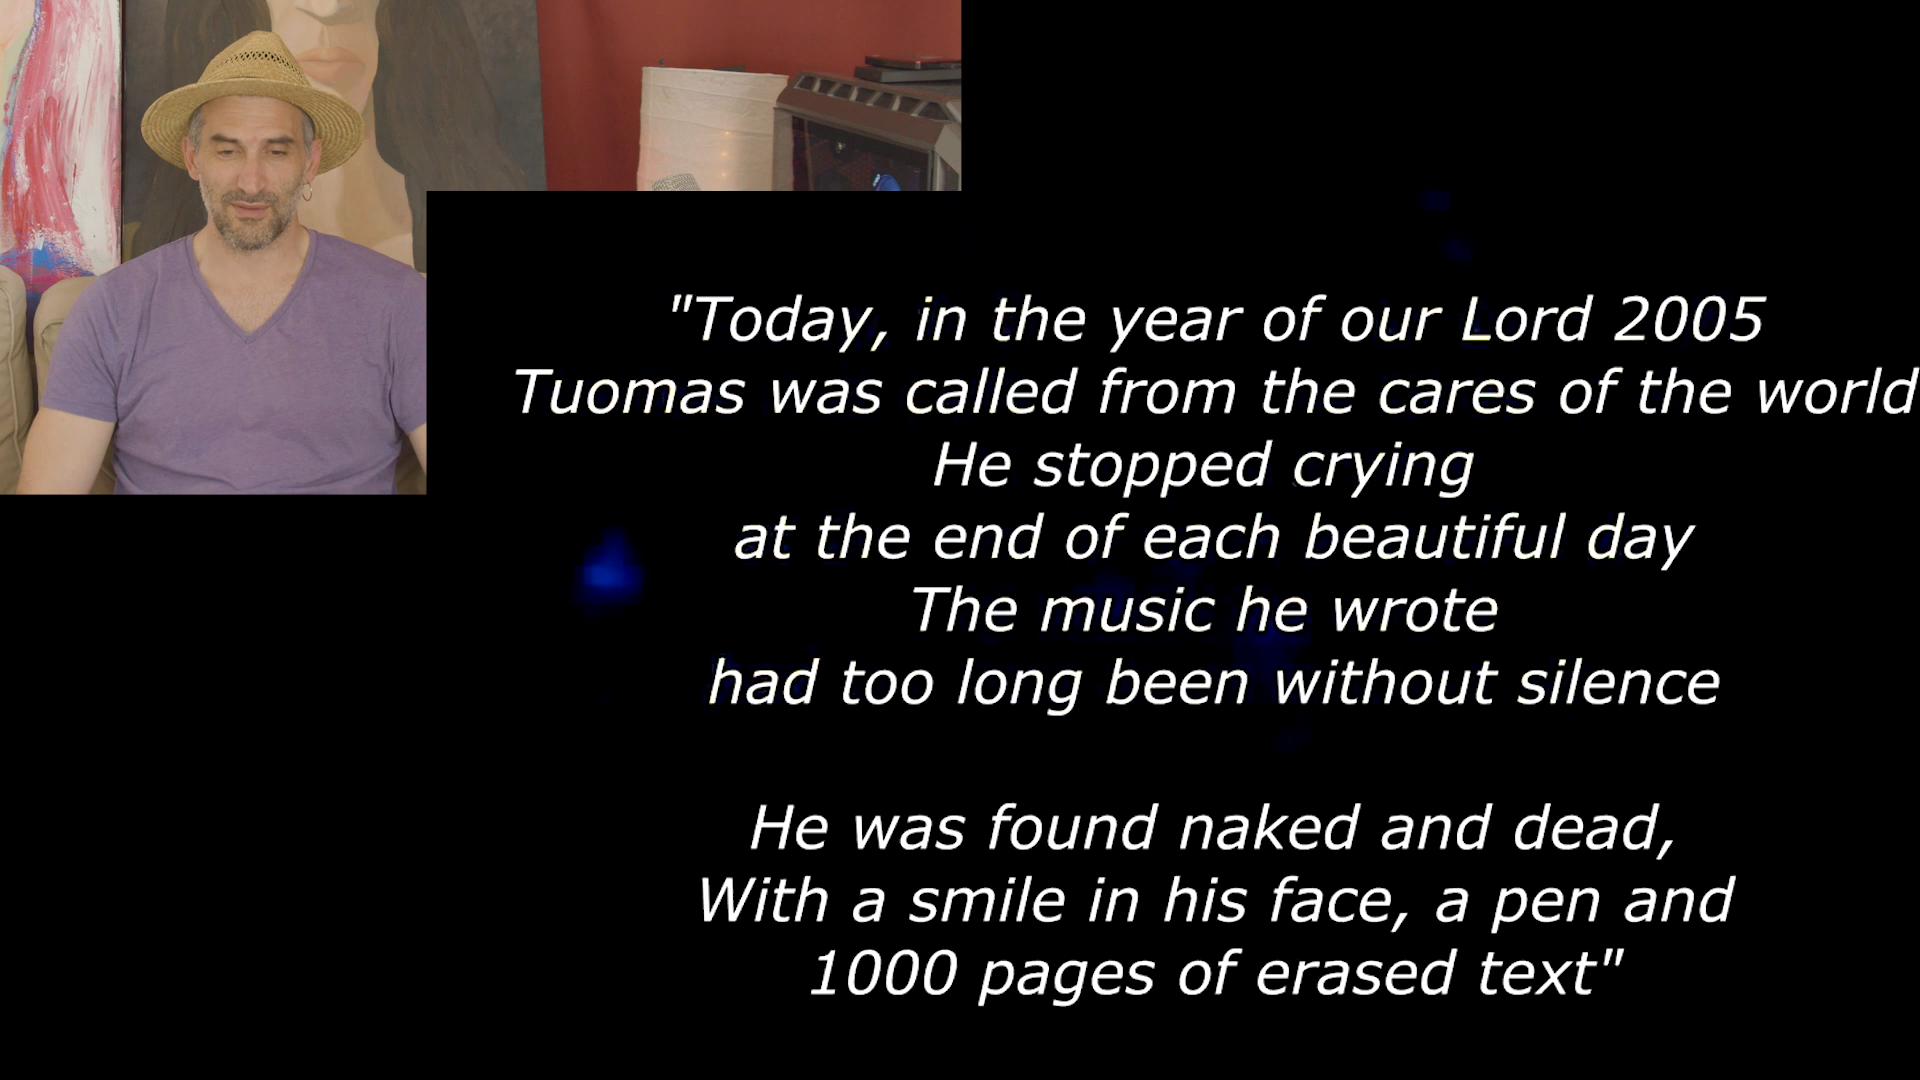 "Today, in the year of our Lord 2005
Tuomas was called from the cares of the world
He stopped crying
at the end of each beautiful day
The music he wrote
had too long been without silence
He was found naked and dead,
With a smile in his face, a pen and
1000 pages of erased text"